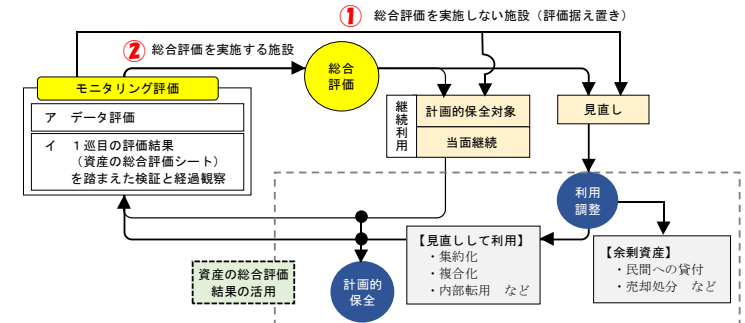 ① 総合評価を実施しない施設（評価据え置き）
② 総合評価を実施する施設
総合
評価
モニタリング評価
ア データ評価
イ １巡目の評価結果
（資産の総合評価シート）
を踏まえた検証と経過観察
継続利用
計画的保全対象
当面継続
見直し
利用
調整
【見直しして利用】
・集約化
・複合化
・内部転用 など
【余剰資産】
・民間への貸付
・売却処分 など
資産の総合評価
結果の活用
計画的
保全